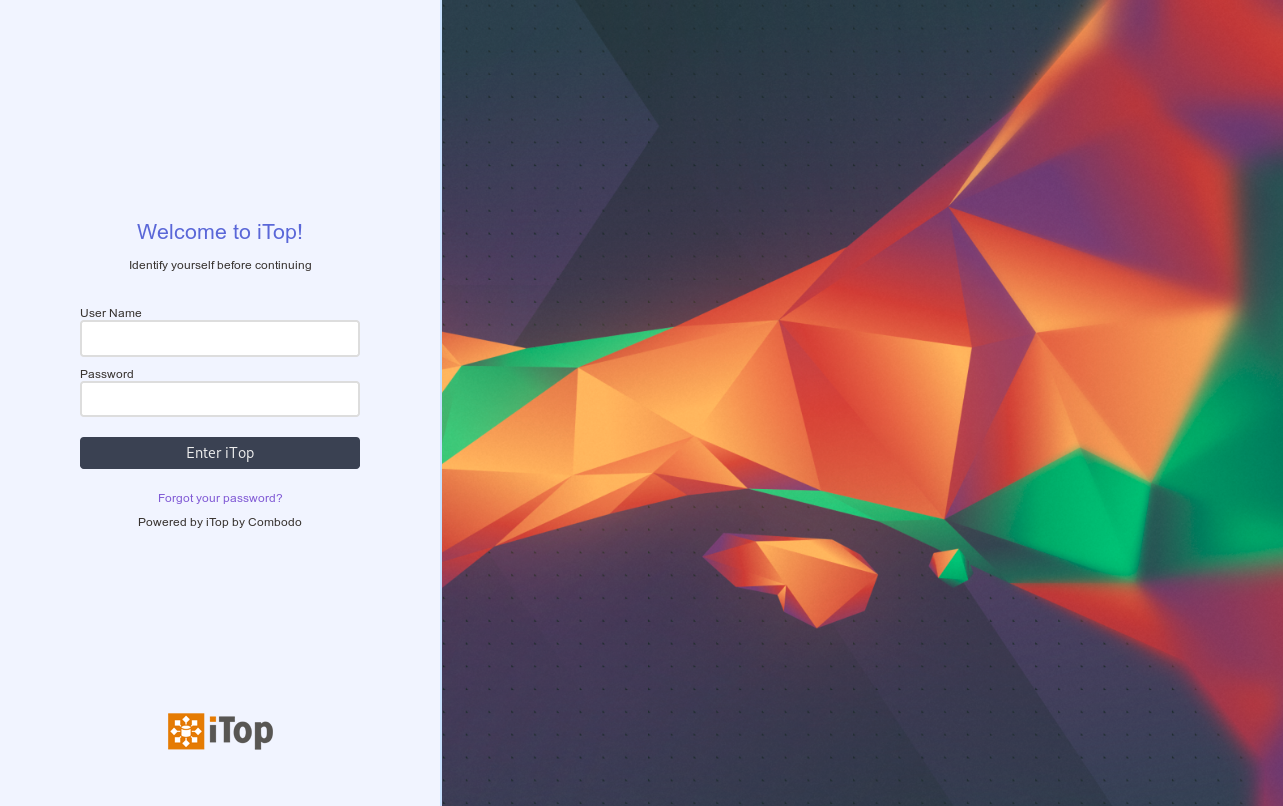 Welcome to iTop!
Identify yourself before continuing
User Name
Password
Enter iTop
Forgot your password?
Powered by iTop by Combodo
iTop